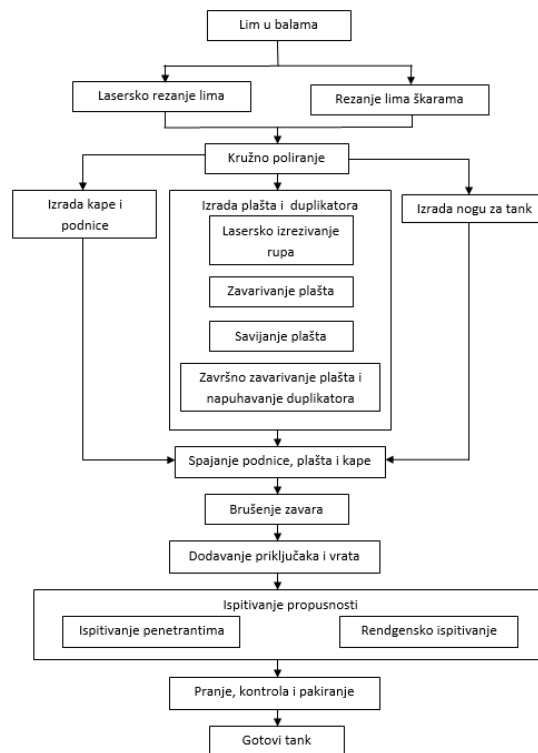 Lim u balama
Lasersko rezanje lima
Rezanje lima škarama
Kružno poliranje
Izrada kape i
podnice
Izrada plašta i duplikatora
Lasersko izrezivanje
rupa
Zavarivanje plašta
Savijanje plašta
Završno zavarivanje plašta i
napuhavanje duplikatora
Izrada nogu za tank
Spajanje podnice, plašta i kape
Brušenje zavara
Dodavanje priključaka i vrata
Ispitivanje propusnosti
Ispitivanje penetrantima
Rendgensko ispitivanje
Pranje, kontrola i pakiranje
Gotovi tank